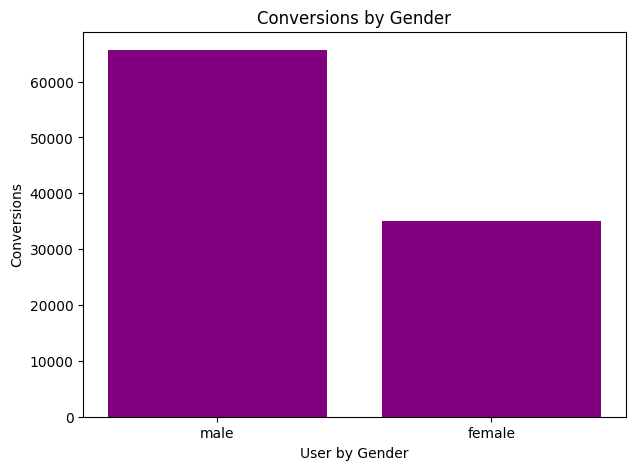 Conversions by Gender
Conversions
60000
50000
40000
30000
20000
10000
0
male female
User by Gender